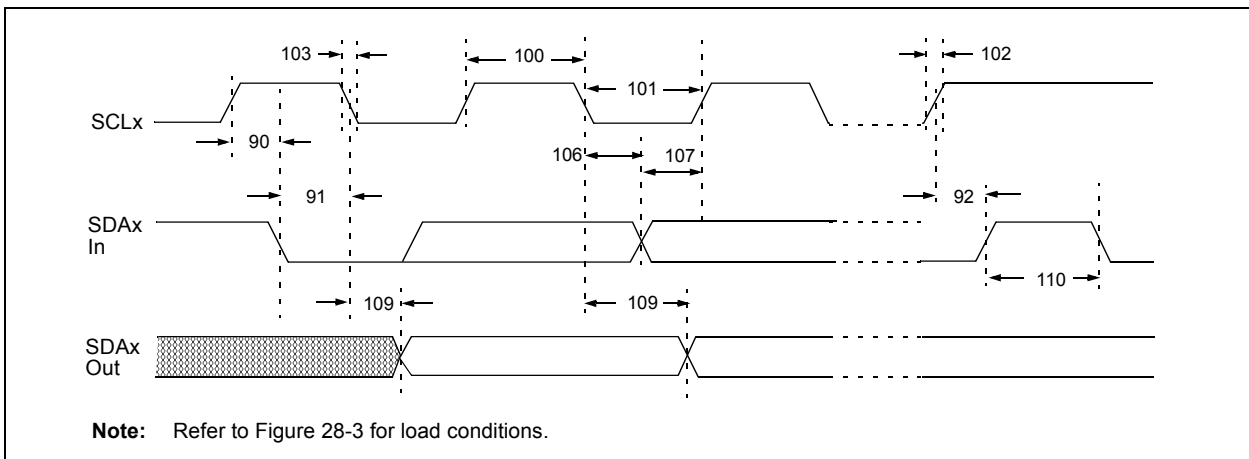 103
100
102
101
SCLx
90
106
107
91
92
SDAx
In
110
109
109
SDAx
Out
Note: Refer to Figure 28-3 for load conditions.